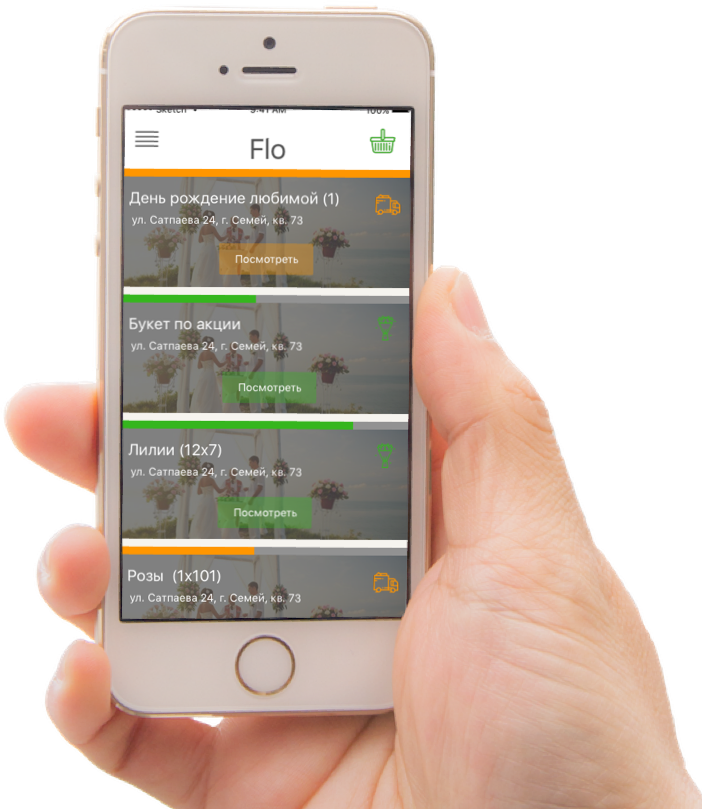 Sketch
9:41 AM
100%
Flo
День рождение любимой (1)
ул. Сатпаева 24, г. Семей, кв. 73
Посмотреть
Букет по акции
ул. Сатпаева 24, г. Семей, кв. 73
Посмотреть
Лилии (12x7)
ул. Сатпаева 24, г. Семей, кв. 73
Посмотреть
Розы (1x101)
ул. Сатпаева 24, г. Семей, кв. 73